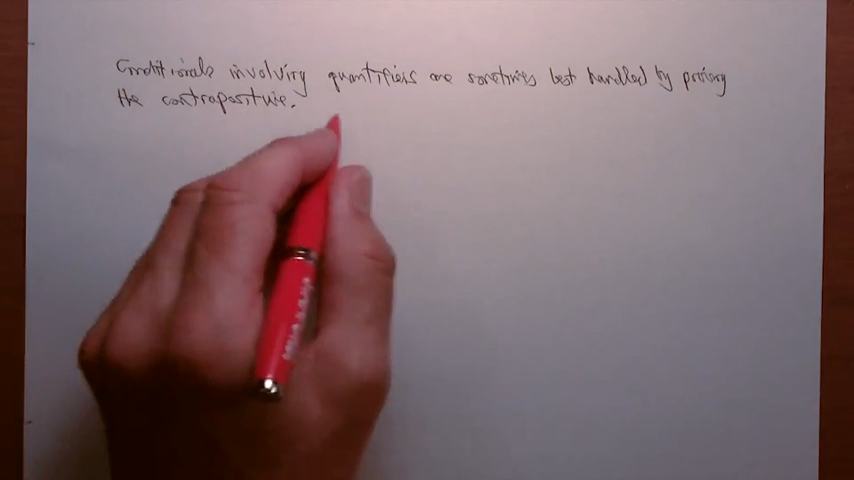 Conditionals involving quantifiers are sometimes best handled by proving
the contrapositive.